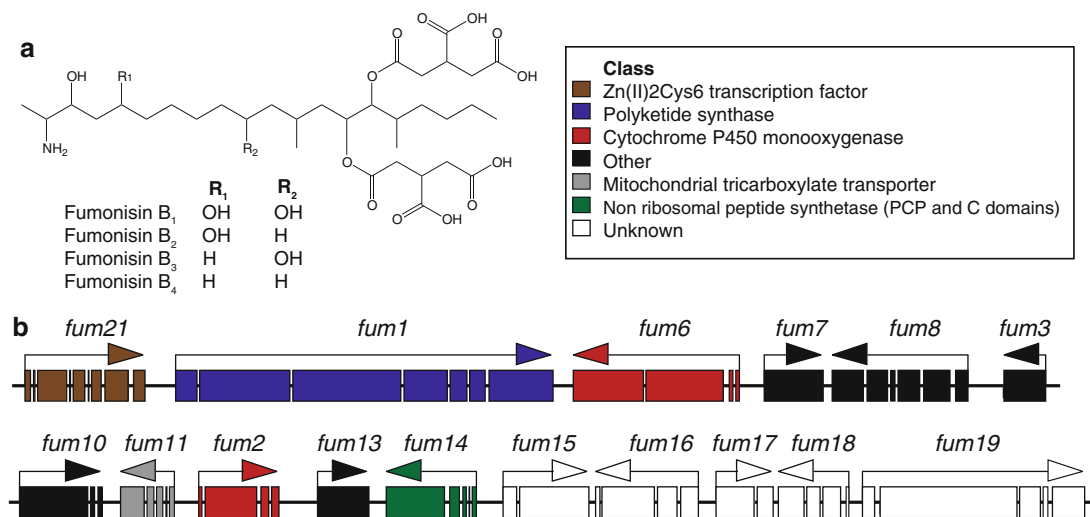 a
OH
R1
NH2
R2
O
O
OH
O
OH
O
O
O
O
OH
O
OH
O
R1 R2
Fumonisin B1 OH OH
Fumonisin B2 OH H
Fumonisin B3 H OH
Fumonisin B4 H H
Class
Zn(II)2Cys6 transcription factor
Polyketide synthase
Cytochrome P450 monooxygenase
Other
Mitochondrial tricarboxylate transporter
Non ribosomal peptide synthetase (PCP and C domains)
Unknown
b
fum21 fum1 fum6 fum7 fum8 fum3
fum10 fum11 fum2 fum13 fum14 fum15 fum16 fum17 fum18 fum19